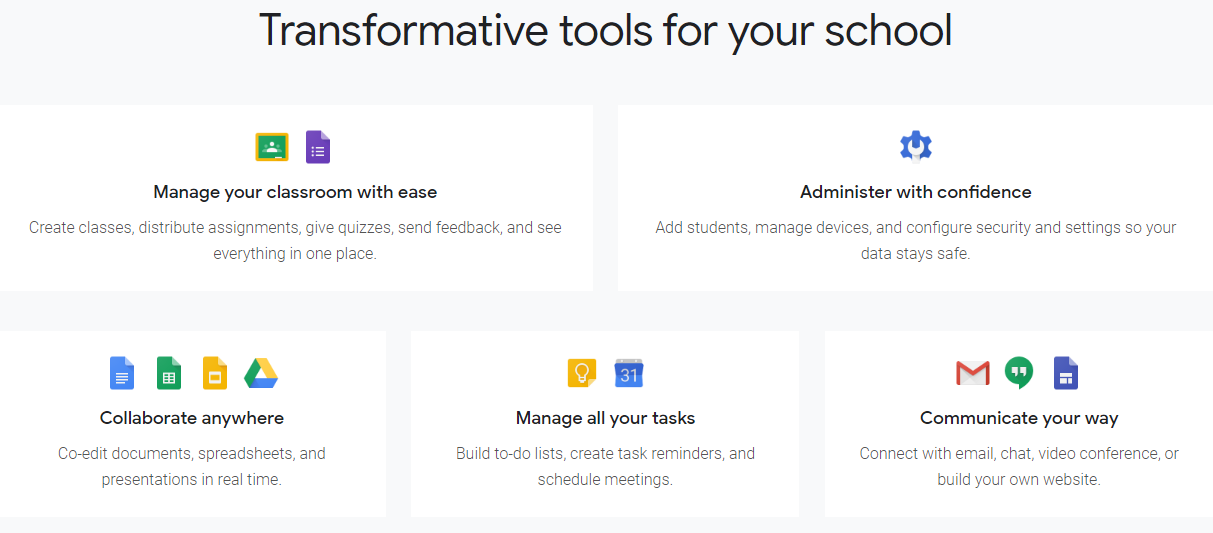 Transformative tools for your school
Manage your classroom with ease
Create classes, distribute assignments, give quizzes, send feedback, and see
everything in one place.
Administer with confidence
Add students, manage devices, and configure security and settings so your
data stays safe.
Collaborate anywhere
Co-edit documents, spreadsheets, and
presentations in real time.
31
Manage all your tasks
Build to-do lists, create task reminders, and
schedule meetings.
Communicate your way
Connect with email, chat, video conference, or
build your own website.